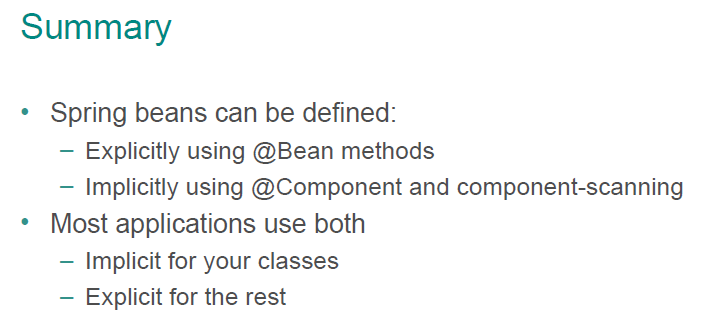 Summary
• Spring beans can be defined:
– Explicitly using @Bean methods
– Implicitly using @Component and component-scanning
• Most applications use both
– Implicit for your classes
– Explicit for the rest